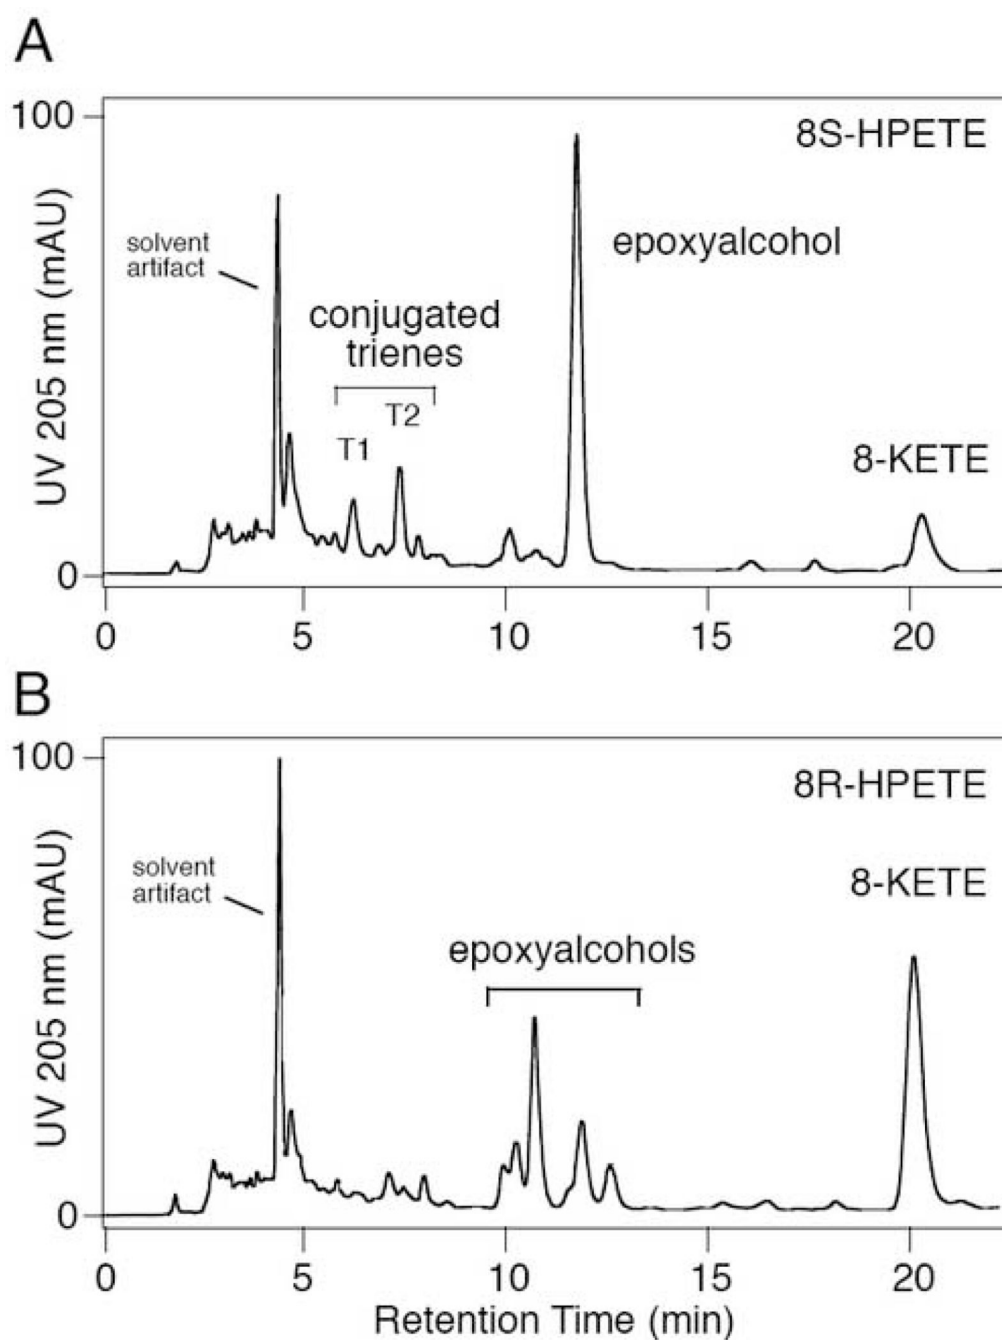 A
100
8S-HPETE
solvent
artifact
epoxyalcohol
conjugated
trienes
T2
T1
8-KETE
UV 205 nm (mAU)
0
0 5 10 15 20
B
100
8R-HPETE
solvent
artifact
8-KETE
epoxyalcohols
UV 205 nm (mAU)
0
0 5 10 15 20
Retention Time (min)